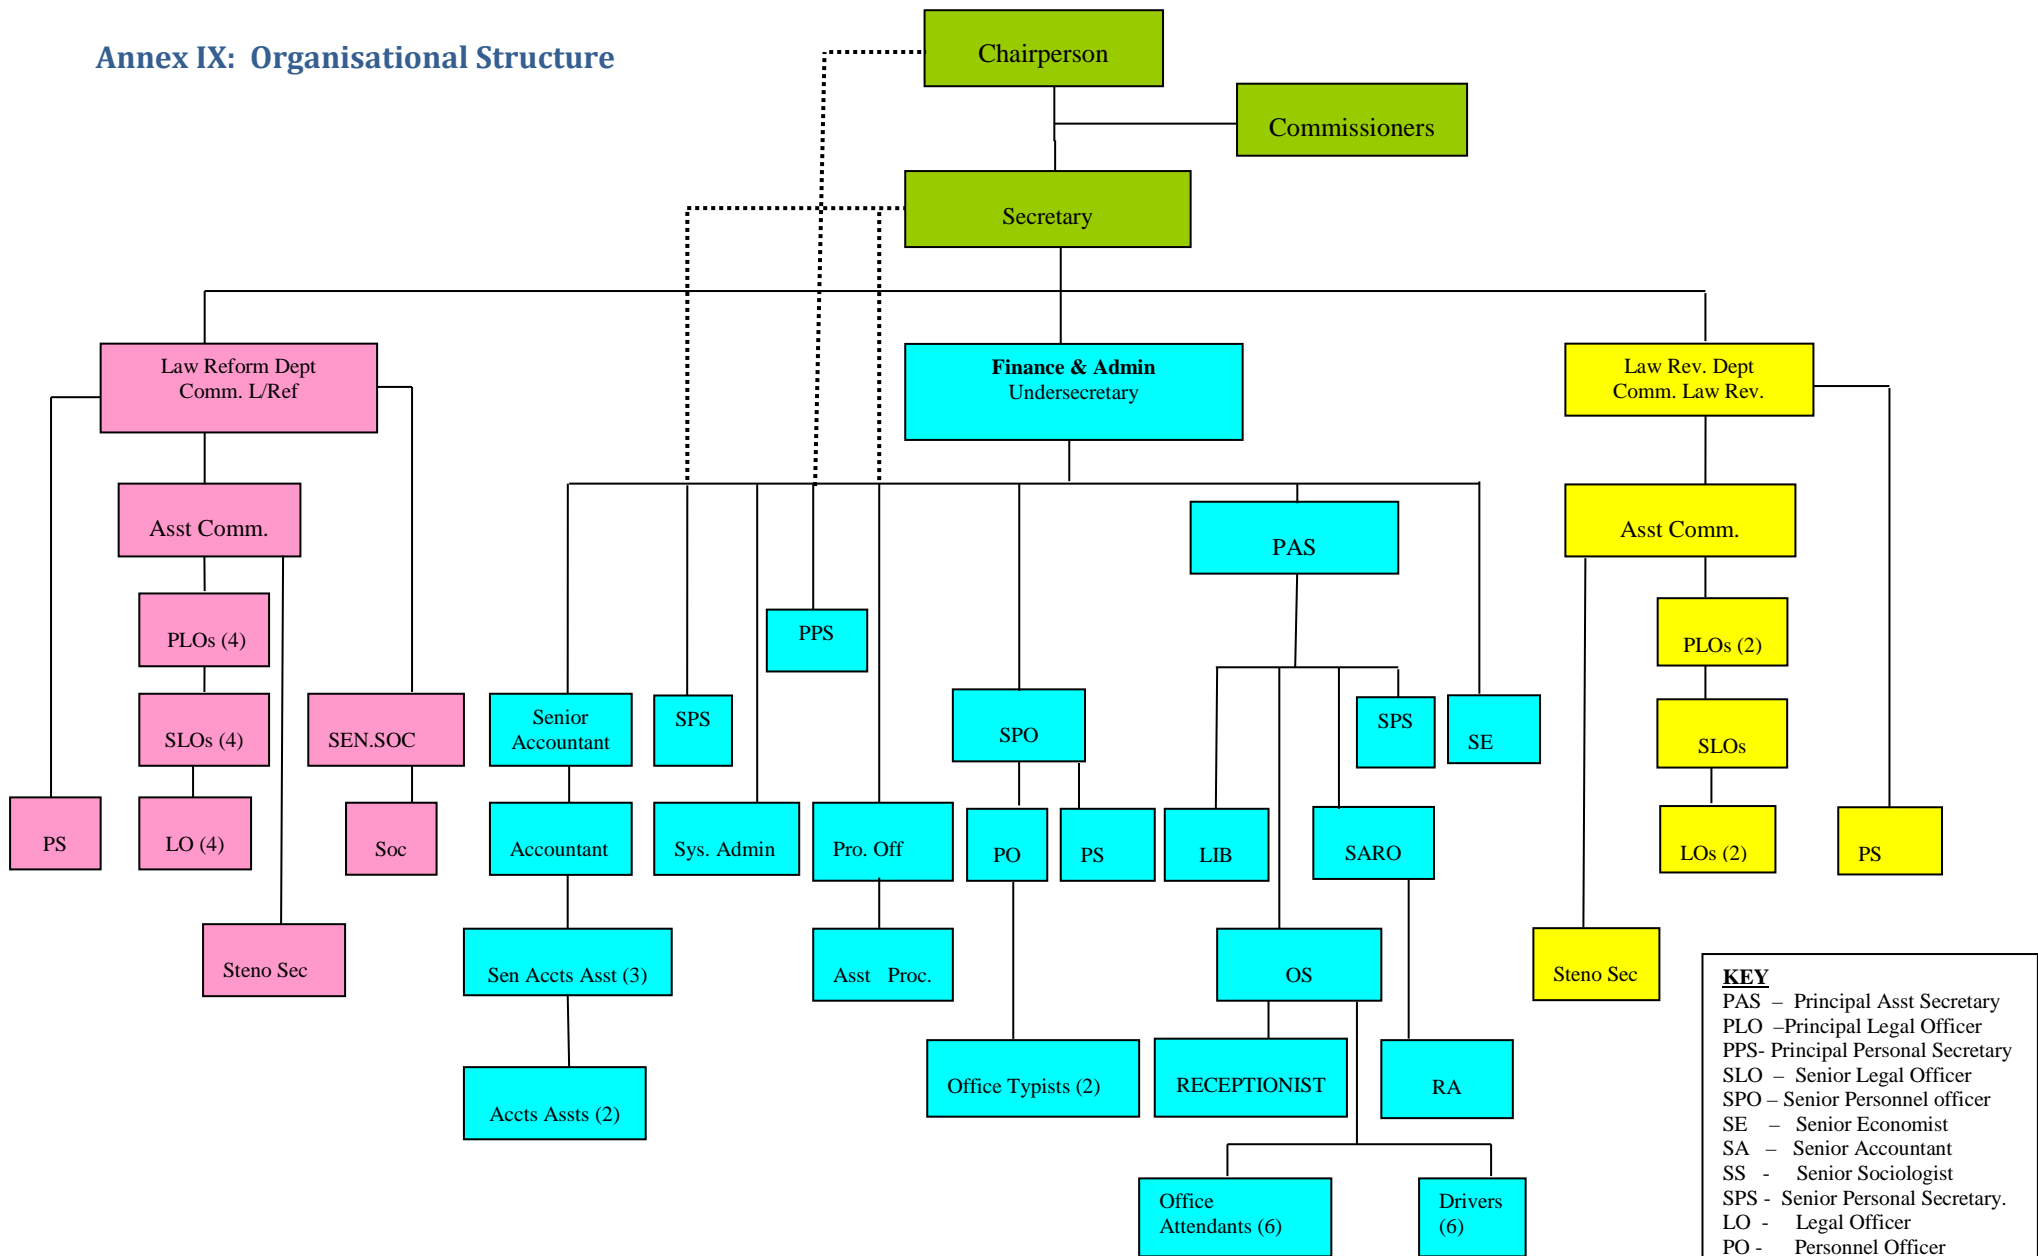 Annex IX:  Organisational Structure
Chairperson
Commissioners
Secretary
Law Reform Dept
Comm. L/Ref
Finance & Admin
Undersecretary
Law Rev. Dept
Comm. Law Rev.
Asst Comm.
PAS
Asst Comm.
PLOs (4)
PPS
PLOs (2)
SLOs (4)
SEN.SOC
Senior
Accountant
SPS
SPO
SPS
SE
SLOs
PS
LO (4)
Soc
Accountant
Sys. Admin
Pro. Off
PO
PS
LIB
SARO
LOs (2)
PS
Steno Sec
Sen Accts Asst (3)
Asst   Proc.
OS
Steno Sec
Accts Assts (2)
Office Typists (2)
RECEPTIONIST
RA
Office
Attendants (6)
Drivers
(6)
KEY
PAS  –  Principal Asst Secretary
PLO  –Principal Legal Officer
PPS- Principal Personal Secretary
SLO  –  Senior Legal Officer
SPO – Senior Personnel officer
SE    –   Senior Economist
SA   –   Senior Accountant
SS   -     Senior Sociologist
SPS -  Senior Personal Secretary.
LO  -     Legal Officer
PO -      Personnel Officer